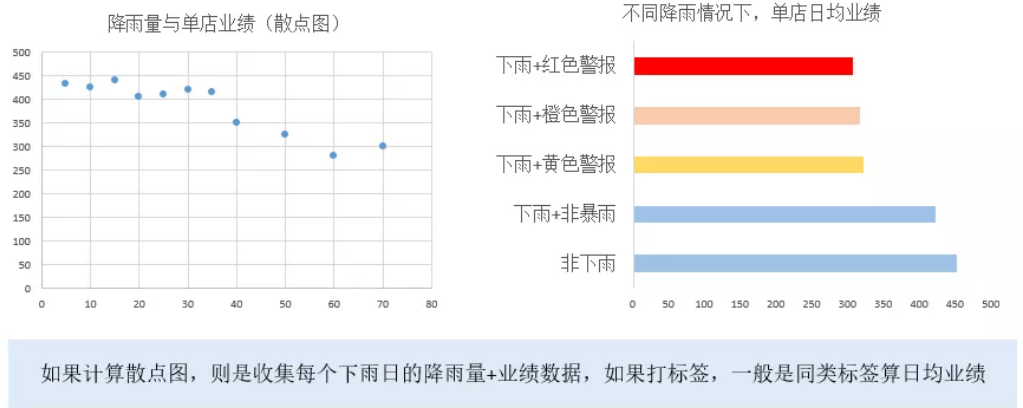 降雨量与单店业绩（散点图）
500
450
400
350
300
250
200
150
100
50
0
0 10 20 30 40 50 60 70 80
不同降雨情况下，单店日均业绩
下雨+红色警报
下雨+橙色警报
下雨+黄色警报
下雨+非暴雨
非下雨
0 50 100 150 200 250 300 350 400 450 500
如果计算散点图，则是收集每个下雨日的降雨量+业绩数据，如果打标签，一般是同类标签算日均业绩